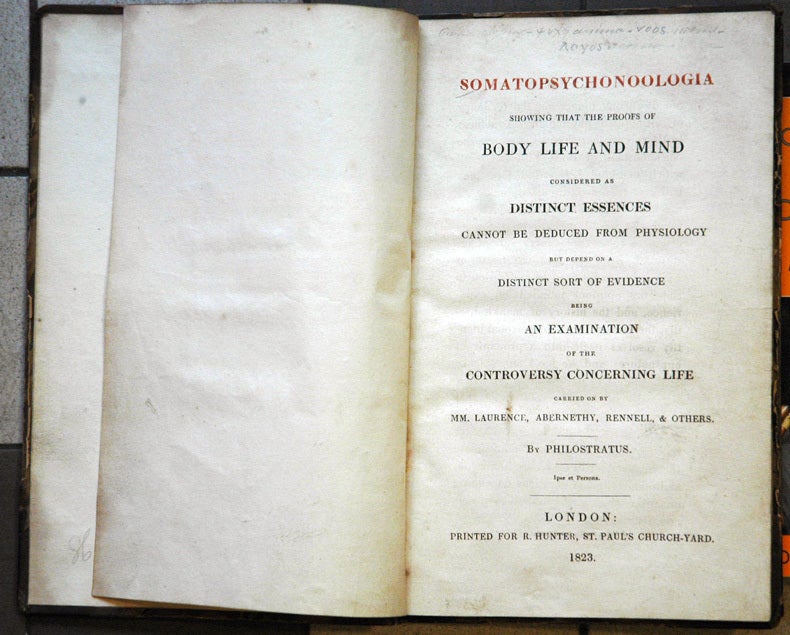 SOMATOPSYCHONOOLOGIA
SHOWING THAT THE PROOFS OF
BODY LIFE AND MIND
CONSIDERED AS
DISTINCT ESSENCES
CANNOT BE DEDUCED FROM PHYSIOLOGY
BUT DEPEND ON A
DISTINCT SORT OF EVIDENCE
BEING
AN EXAMINATION
OF THE
CONTROVERSY CONCERNING LIFE
CARRIED ON BY
MM. LAURENCE, ABERNETHY, RENNELL, & OTHERS.
By PHILOSTRATUS.
Ipse et Persona.
LONDON:
PRINTED FOR R. HUNTER, ST. PAUL'S CHURCH-YARD.
1823.